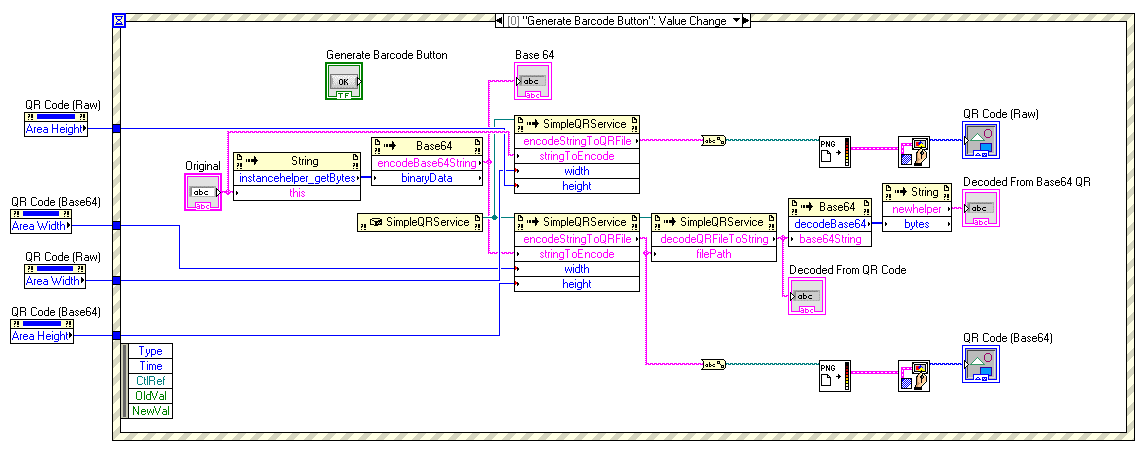 [0] "Generate Barcode Button": Value Change
Generate Barcode Button
OK
TF
Base 64
abc
abc
QR Code (Raw)
Area Height
SimpleQRService
encodeStringToQRFile
stringToEncode
width
height
QR Code (Raw)
PNG
String
instancehelper_getBytes
this
Base64
encodeBase64String
binaryData
Original
abc
abc
Decoded From Base64 QR
abc
abc
QR Code (Base64)
Area Width
SimpleQRService
SimpleQRService
encodeStringToQRFile
stringToEncode
width
height
SimpleQRService
decodeQRFileToString
filePath
Base64
decodeBase64
base64String
String
newhelper
bytes
QR Code (Raw)
Area Width
Decoded From QR Code
abc
abc
QR Code (Base64)
Area Height
QR Code (Base64)
PNG
Type
Time
CtlRef
OldVal
NewVal